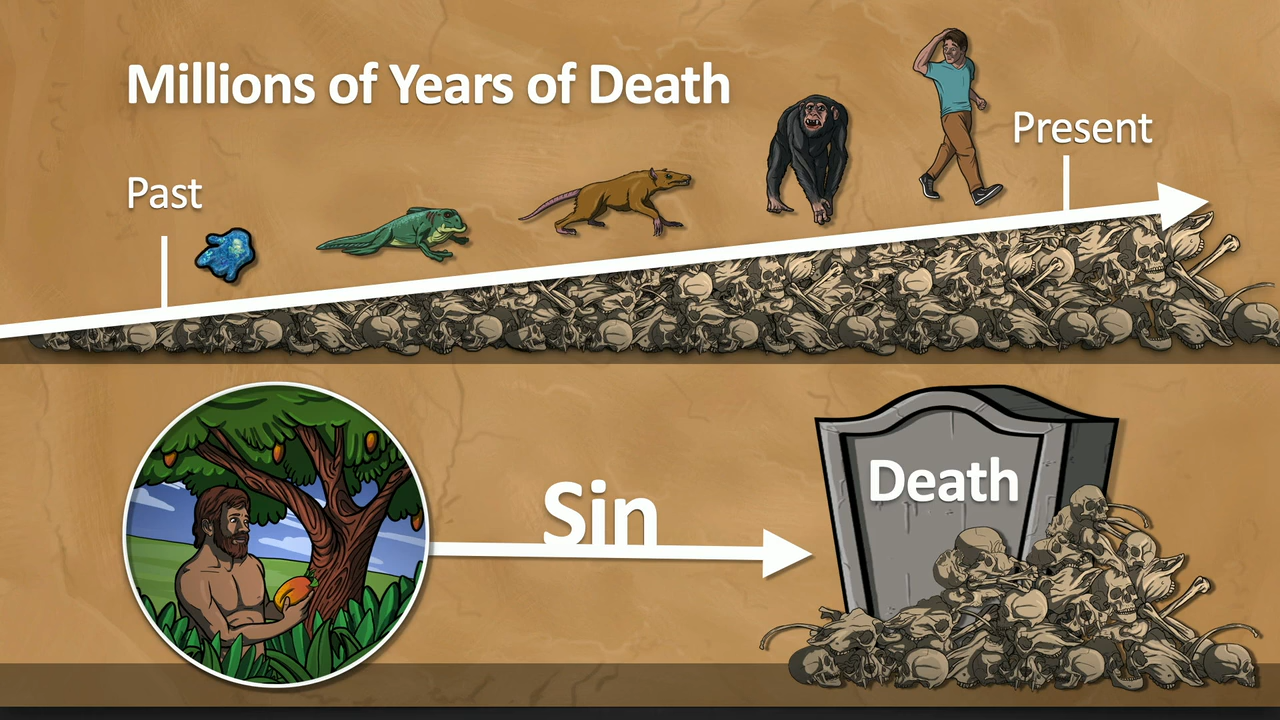 Millions of Years of Death
Past
Present
Sin
Death